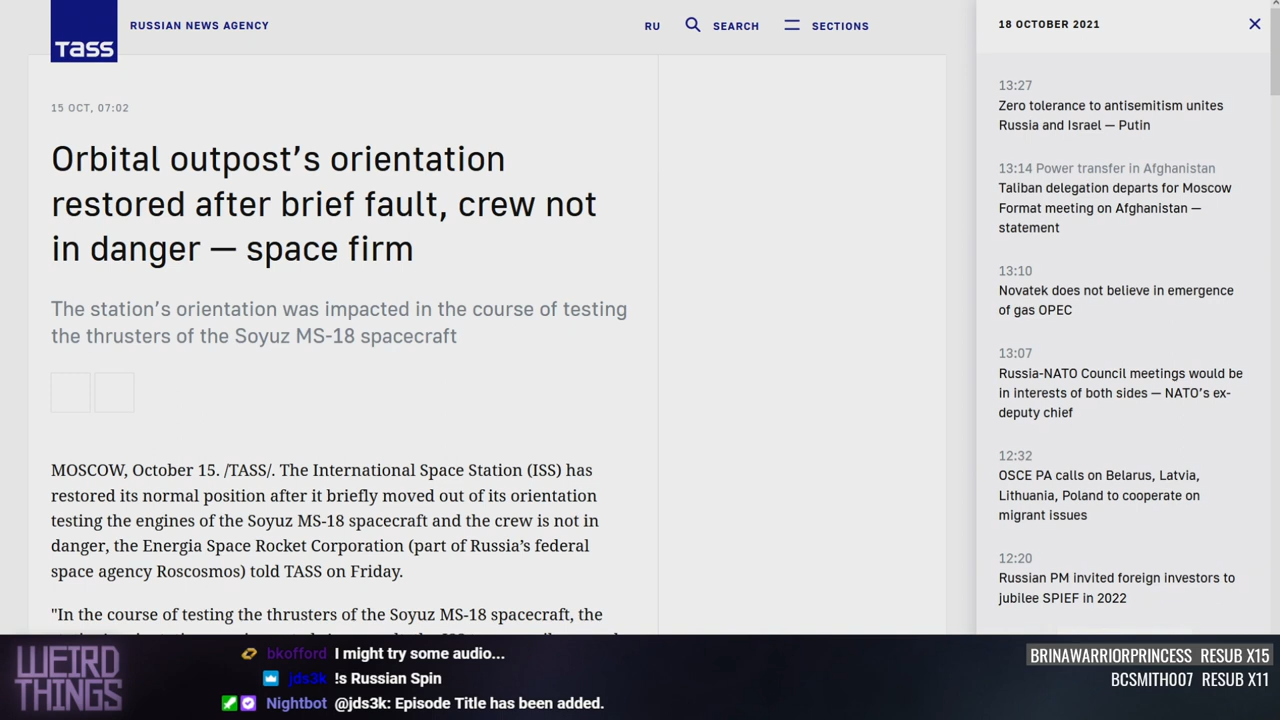 TASS
RUSSIAN NEWS AGENCY
RU
SEARCH
SECTIONS
15 OCT, 07:02
Orbital outpost's orientation
restored after brief fault, crew not
in danger — space firm
The station's orientation was impacted in the course of testing
the thrusters of the Soyuz MS-18 spacecraft
MOSCOW, October 15. /TASS/. The International Space Station (ISS) has
restored its normal position after it briefly moved out of its orientation
testing the engines of the Soyuz MS-18 spacecraft and the crew is not in
danger, the Energia Space Rocket Corporation (part of Russia's federal
space agency Roscosmos) told TASS on Friday.
"In the course of testing the thrusters of the Soyuz MS-18 spacecraft, the
18 OCTOBER 2021
13:27
Zero tolerance to antisemitism unites
Russia and Israel — Putin
13:14 Power transfer in Afghanistan
Taliban delegation departs for Moscow
Format meeting on Afghanistan —
statement
13:10
Novatek does not believe in emergence
of gas OPEC
13:07
Russia-NATO Council meetings would be
in interests of both sides — NATO's ex-
deputy chief
12:32
OSCE PA calls on Belarus, Latvia,
Lithuania, Poland to cooperate on
migrant issues
12:20
Russian PM invited foreign investors to
jubilee SPIEF in 2022
WEIRD
THINGS
bkofford I might try some audio...
jds3k !s Russian Spin
Nightbot @jds3k: Episode Title has been added.
BRINAWARRIORPRINCESS RESUB X15
BCSMITH007 RESUB X11